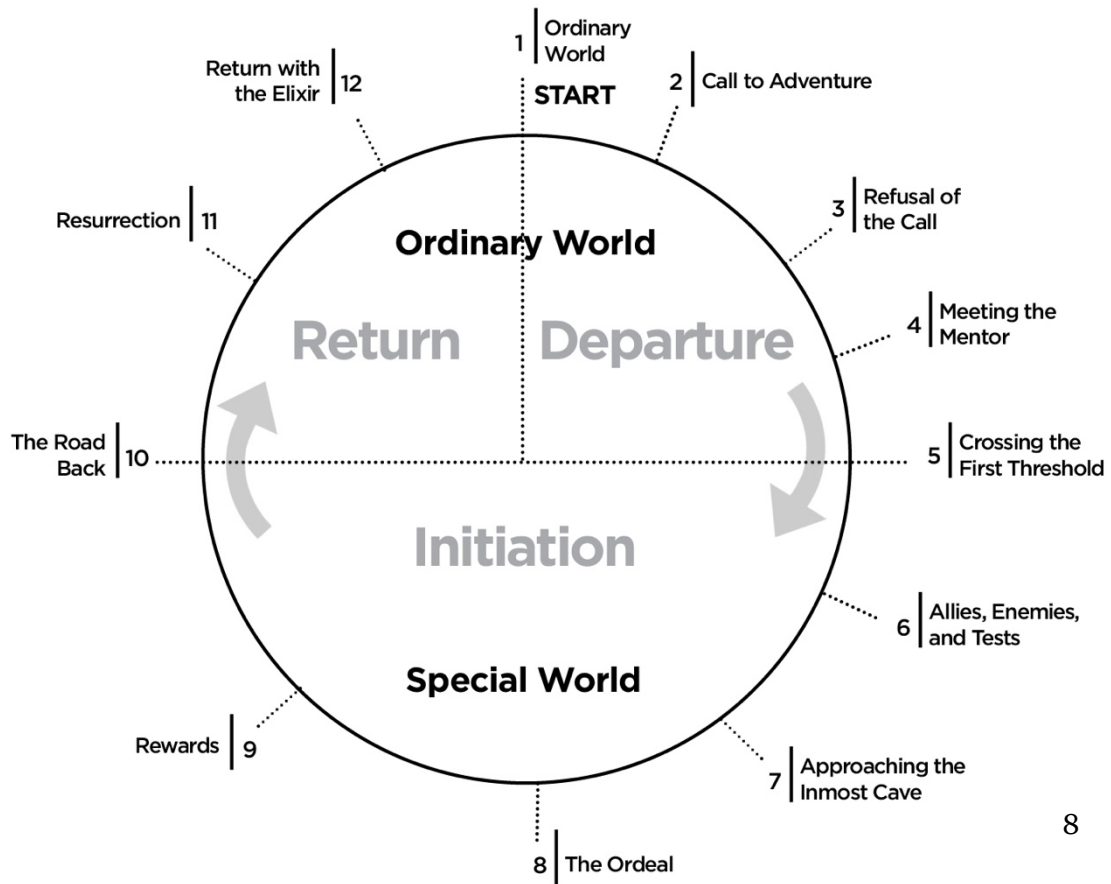 1 Ordinary
World
START
2 Call to Adventure
3 Refusal of
the Call
4 Meeting the
Mentor
5 Crossing the
First Threshold
6 Allies, Enemies,
and Tests
7 Approaching the
Inmost Cave
8 The Ordeal
Rewards 9
The Road
Back 10
Resurrection 11
Return with
the Elixir 12
Ordinary World
Return
Departure
Initiation
Special World
8